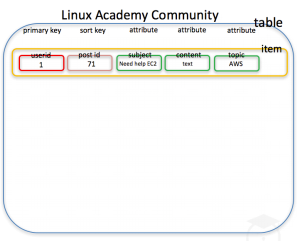 Linux Academy Community
table
primary key sort key attribute attribute attribute
item
userid post id subject content topic
1 71 Need help EC2 text AWS